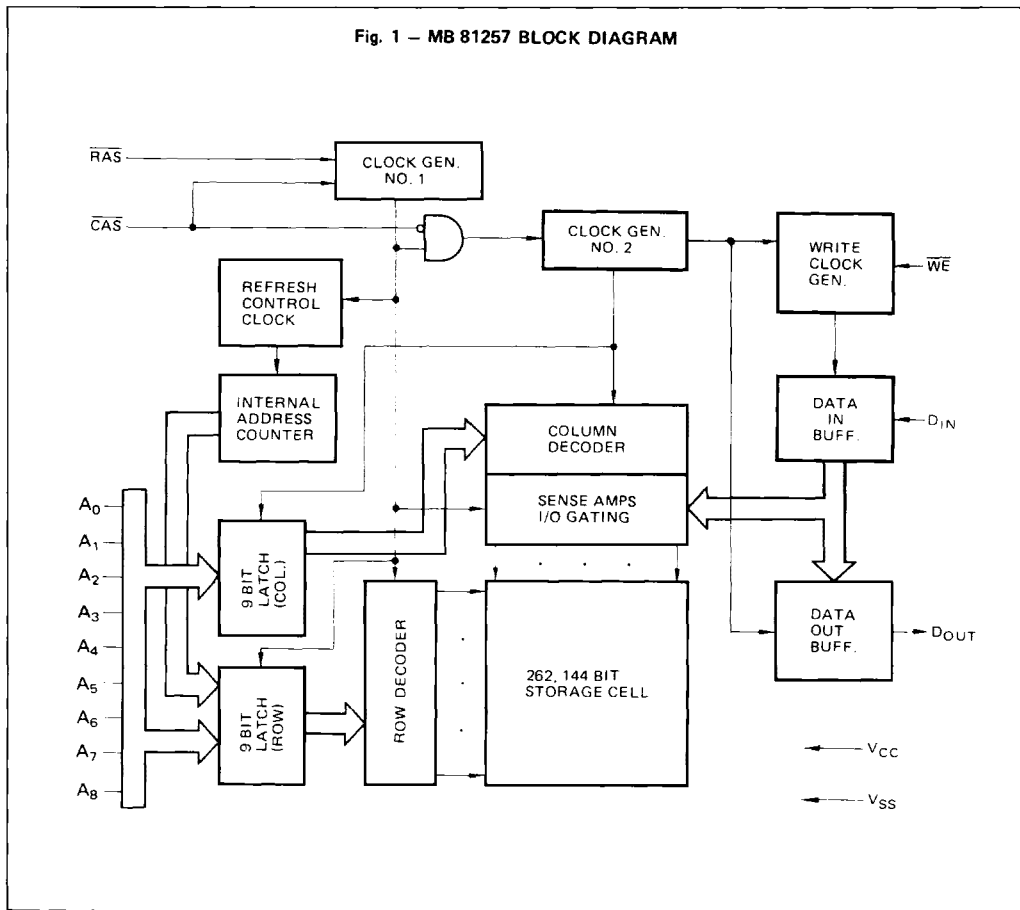 Fig. 1 – MB 81257 BLOCK DIAGRAM
RAS
CLOCK GEN.
NO. 1
CAS
CLOCK GEN.
NO. 2
WRITE
CLOCK
GEN.
WE
REFRESH
CONTROL
CLOCK
INTERNAL
ADDRESS
COUNTER
COLUMN
DECODER
DATA
IN
BUFF.
DIN
SENSE AMPS
I/O GATING
A0
A1
A2
A3
A4
A5
A6
A7
A8
9 BIT
LATCH
(COL.)
9 BIT
LATCH
(ROW)
ROW DECODER
262, 144 BIT
STORAGE CELL
DATA
OUT
BUFF.
DOUT
VCC
VSS